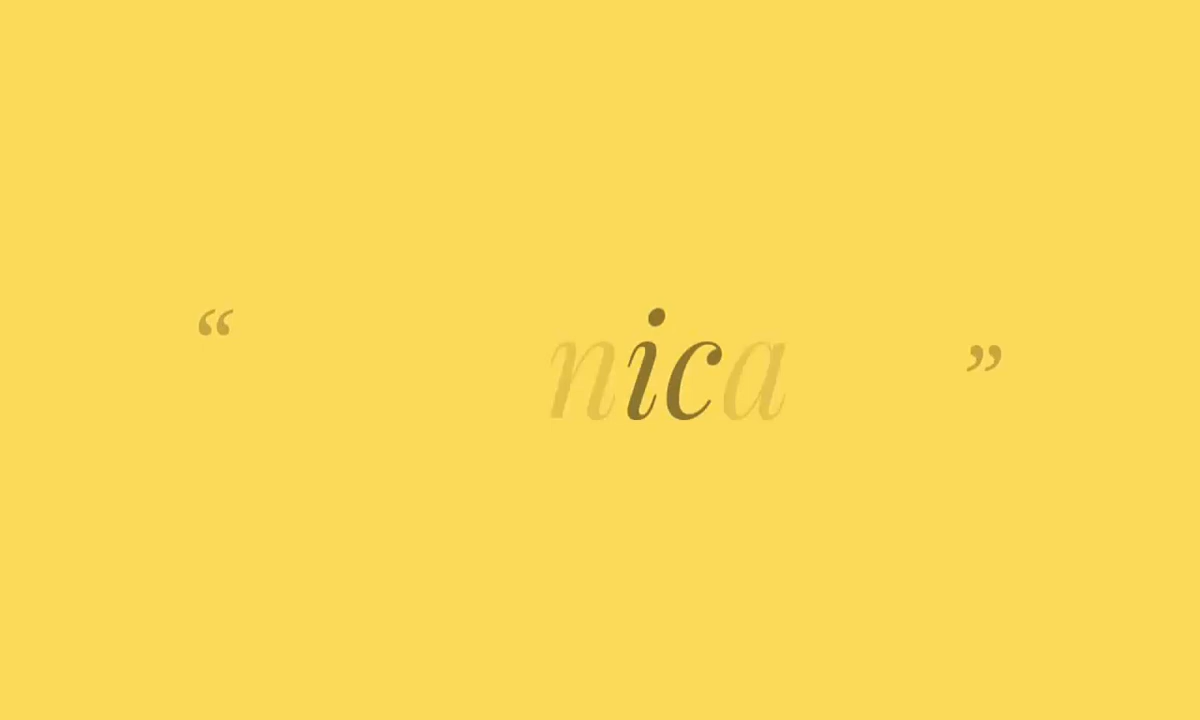 “ nica ”